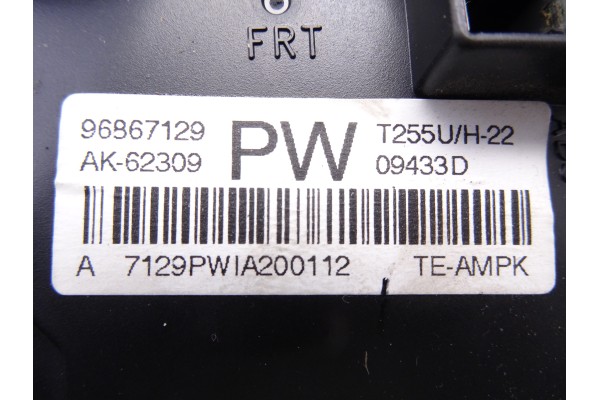 FRT
96867129 PW T255U/H-22
AK-62309 09433D
A 7129PWIA200112 TE-AMPK